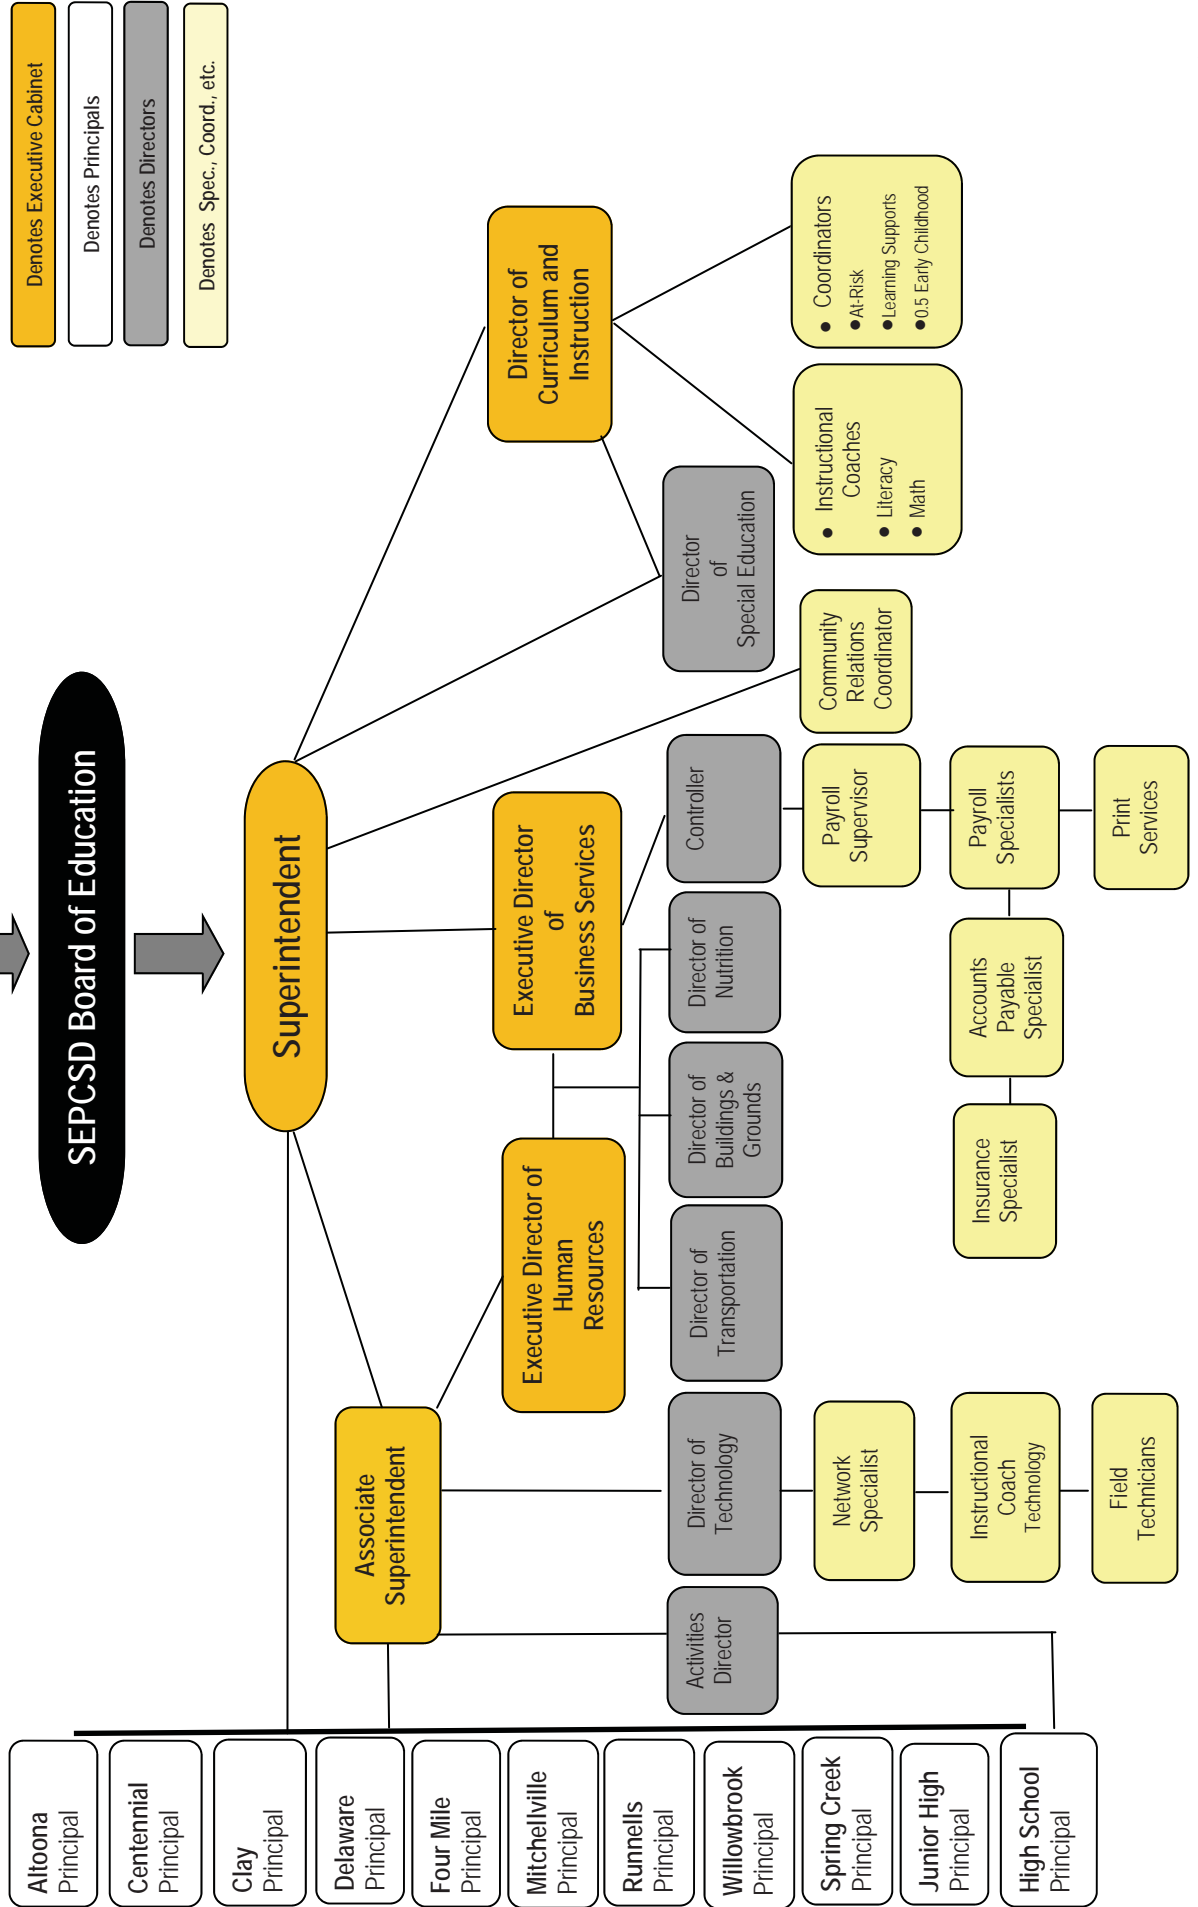 SEPCSD Board of Education
Superintendent
Denotes Executive Cabinet
Denotes Principals
Denotes Directors
Denotes Spec., Coord., etc.
Altoona
Principal
Centennial
Principal
Clay
Principal
Delaware
Principal
Four Mile
Principal
Mitchellville
Principal
Runnells
Principal
Willowbrook
Principal
Spring Creek
Principal
Junior High
Principal
High School
Principal
Associate
Superintendent
Executive Director of
Human
Resources
Executive Director
of
Business Services
Director of
Curriculum and
Instruction
Activities
Director
Director of
Technology
Director of
Transportation
Director of
Buildings &
Grounds
Director of
Nutrition
Controller
Director
of
Special Education
Network
Specialist
Instructional
Coach
Technology
Field
Technicians
Payroll
Supervisor
Insurance
Specialist
Accounts
Payable
Specialist
Payroll
Specialists
Print
Services
Community
Relations
Coordinator
● Instructional
Coaches
● Literacy
● Math
● Coordinators
● At-Risk
● Learning Supports
● 0.5 Early Childhood